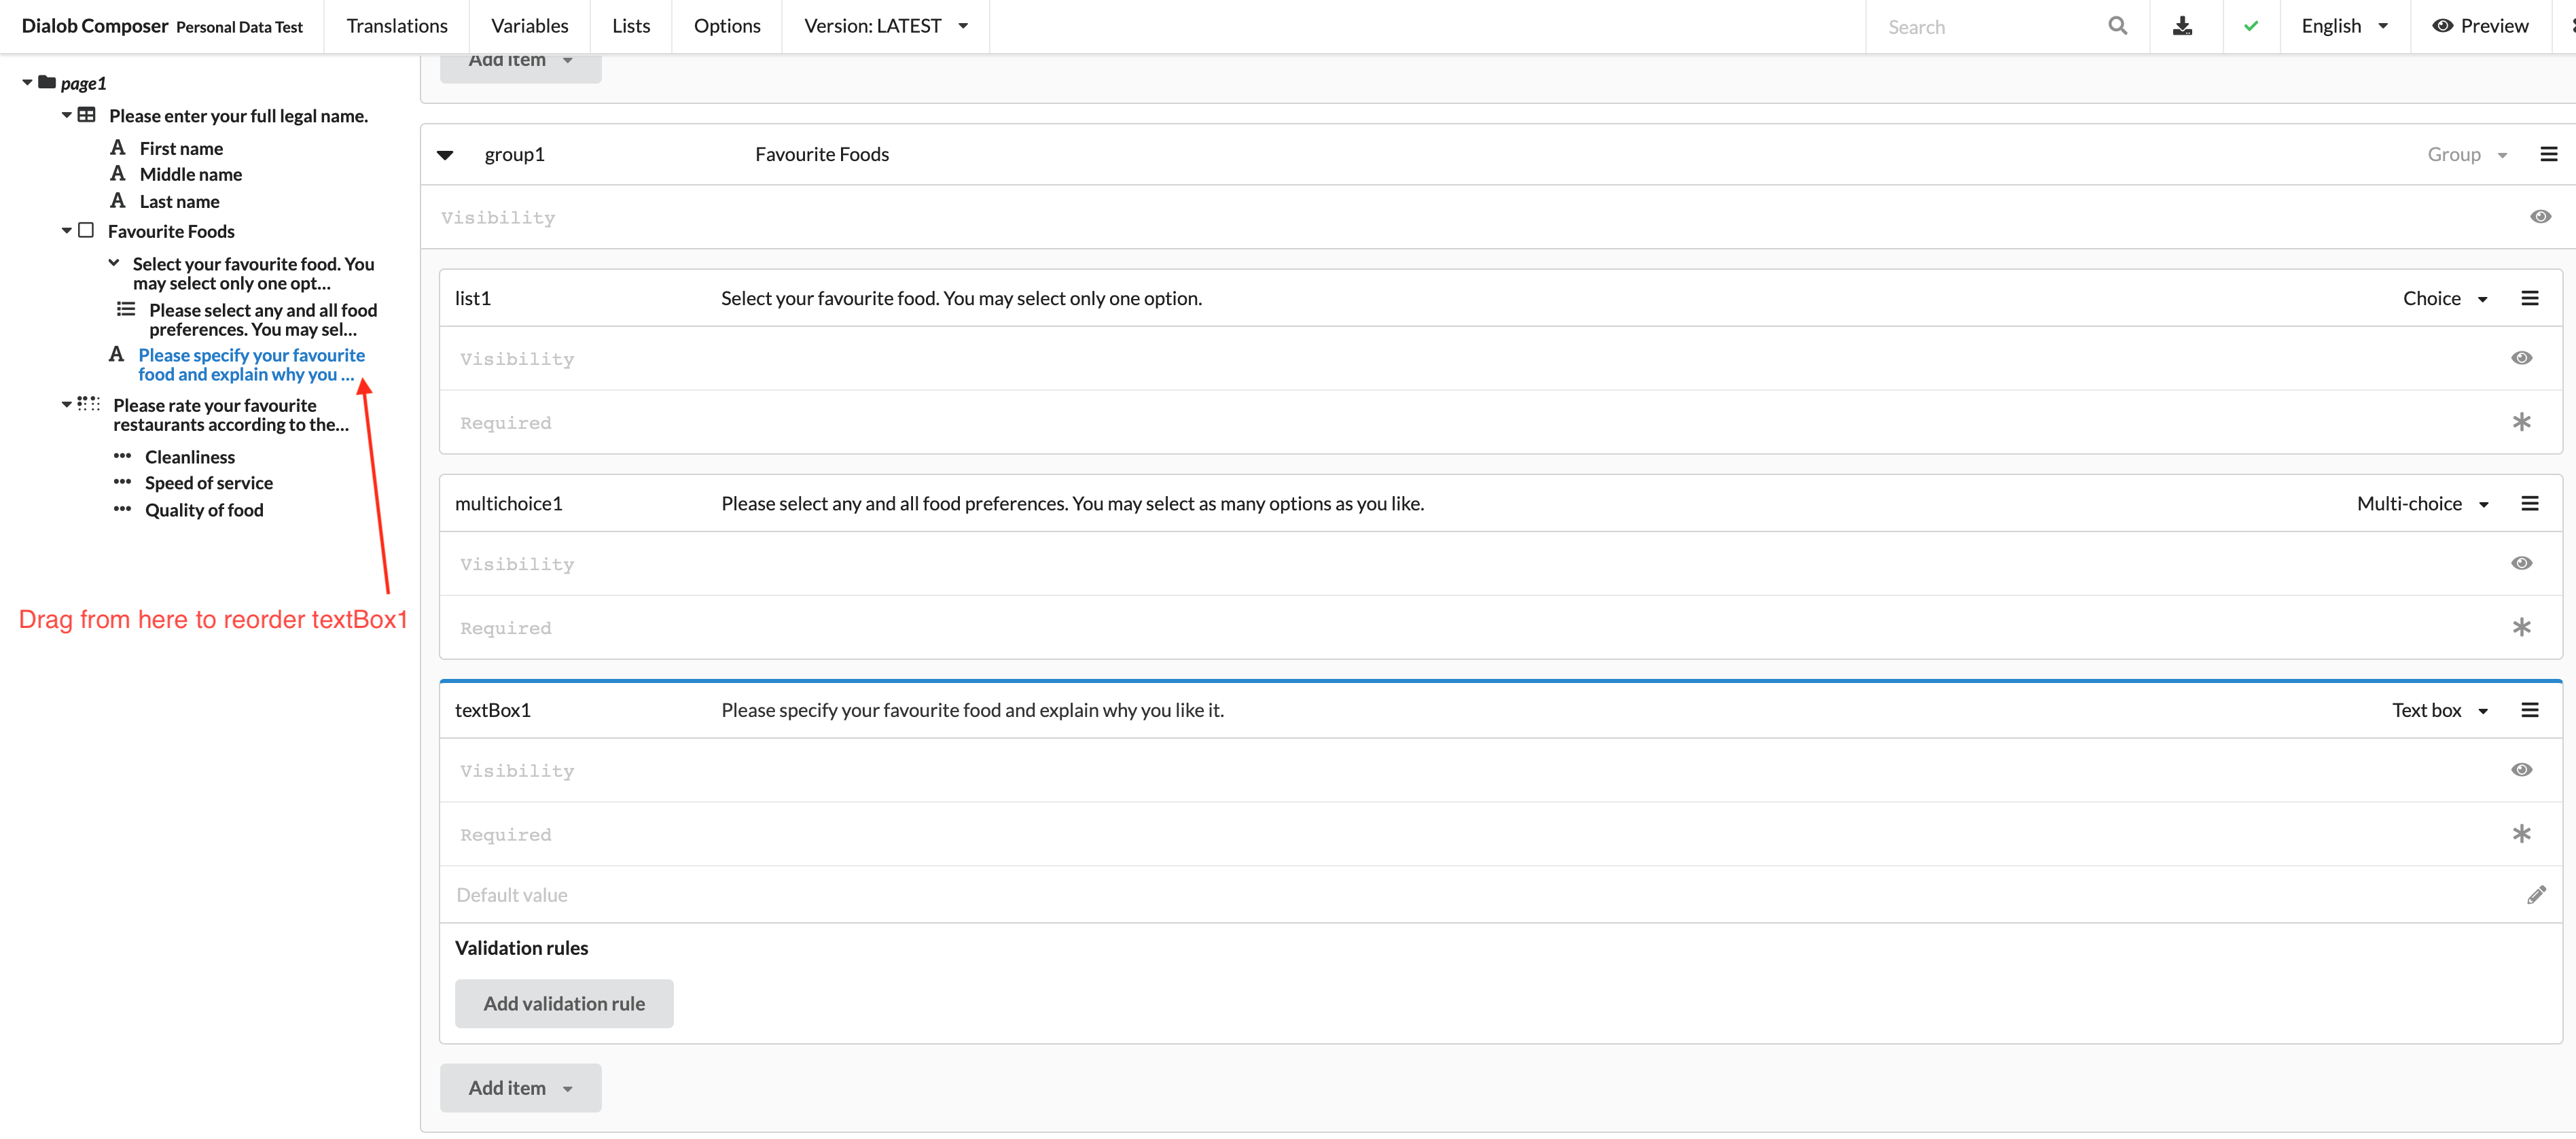 Dialob Composer Personal Data Test Translations Variables Lists Options Version: LATEST Search English Preview
page1
Please enter your full legal name.
First name
Middle name
Last name
Favourite Foods
Select your favourite food. You
may select only one opt...
Please select any and all food
preferences. You may sel...
Please specify your favourite
food and explain why you ...
Please rate your favourite
restaurants according to the...
Cleanliness
Speed of service
Quality of food
Drag from here to reorder textBox1
Add item
group1 Favourite Foods Group
Visibility
list1 Select your favourite food. You may select only one option. Choice
Visibility
Required
multichoice1 Please select any and all food preferences. You may select as many options as you like. Multi-choice
Visibility
Required
textBox1 Please specify your favourite food and explain why you like it. Text box
Visibility
Required
Default value
Validation rules
Add validation rule
Add item